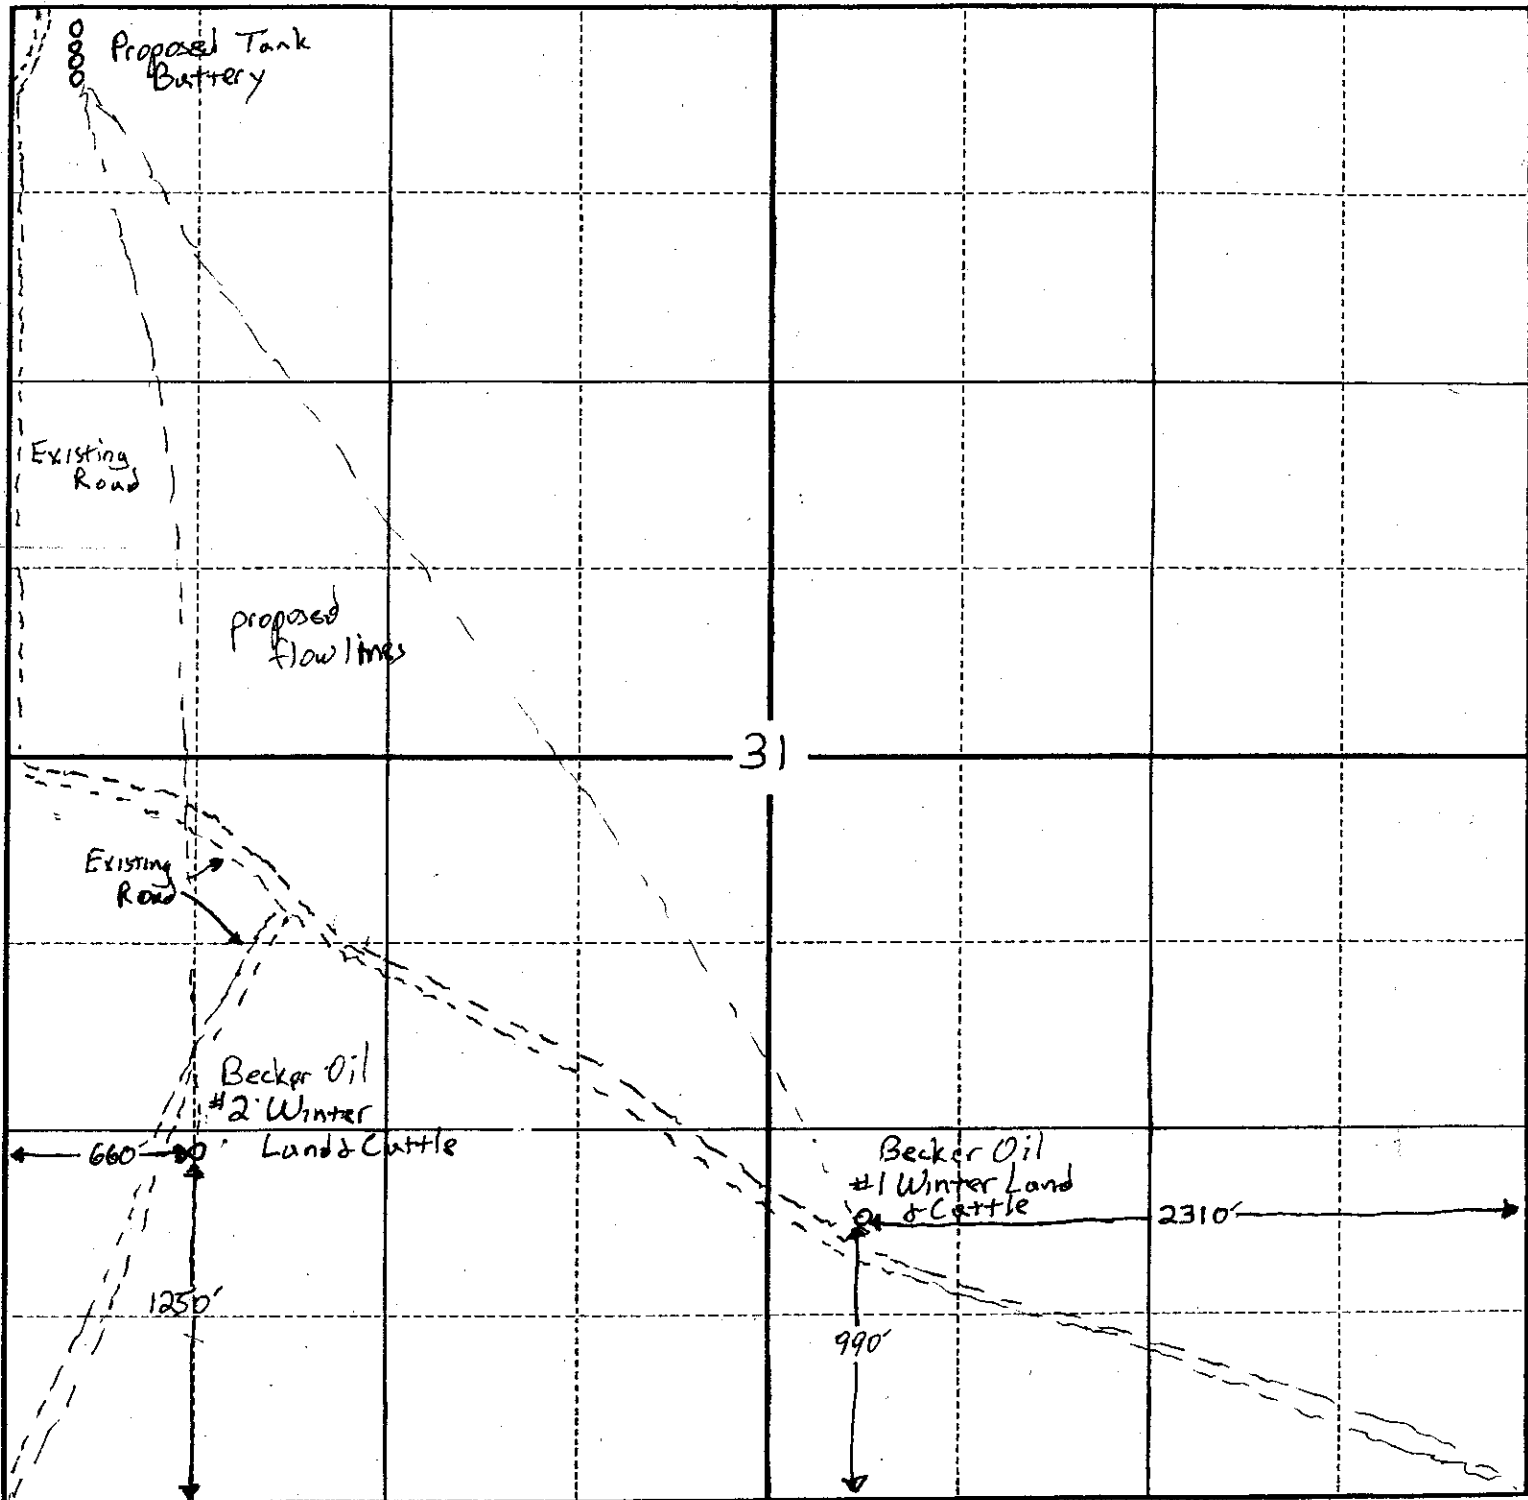 Proposed Tank
Battery
Existing
Road
proposed
flowlines
31
Existing
Road
Becker Oil
#2 Winter
Land & Cattle
660'
1250'
Becker Oil
#1 Winter Land
& Cattle
2310'
990'